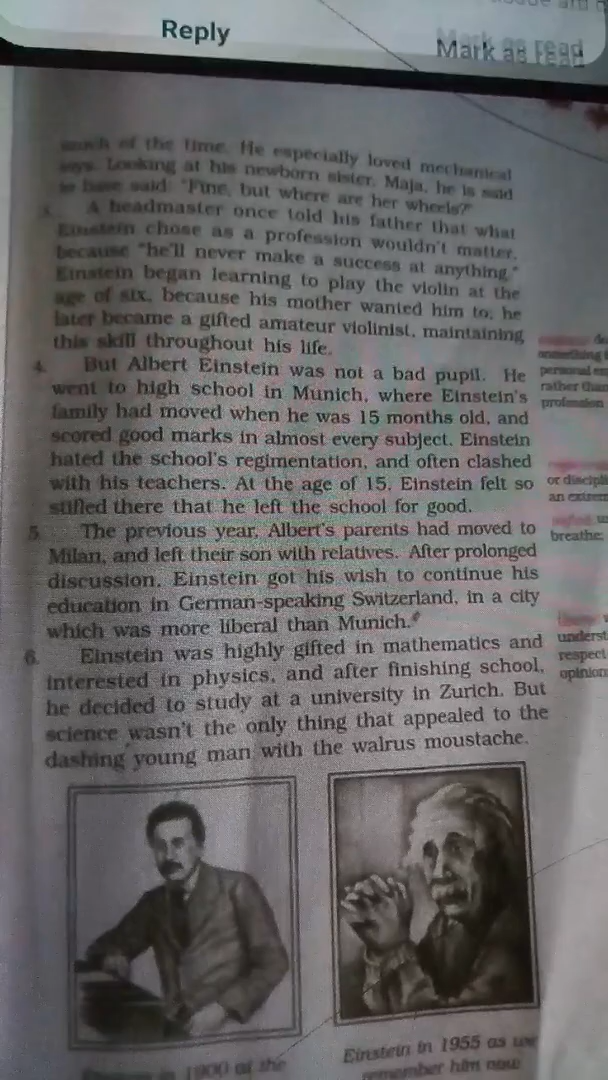 Reply
Mark as read
much of the time. He especially loved mechanical
toys. Looking at his newborn sister, Maja, he is said
to have said: "Fine, but where are her wheels?"
3. A headmaster once told his father that what
Einstein chose as a profession wouldn't matter,
because "he'll never make a success at anything."
Einstein began learning to play the violin at the
age of six, because his mother wanted him to; he
later became a gifted amateur violinist, maintaining
this skill throughout his life.
4. But Albert Einstein was not a bad pupil. He
went to high school in Munich, where Einstein's
family had moved when he was 15 months old, and
scored good marks in almost every subject. Einstein
hated the school's regimentation, and often clashed
with his teachers. At the age of 15, Einstein felt so
stifled there that he left the school for good.
5. The previous year, Albert's parents had moved to
Milan, and left their son with relatives. After prolonged
discussion, Einstein got his wish to continue his
education in German-speaking Switzerland, in a city
which was more liberal than Munich.
6. Einstein was highly gifted in mathematics and
interested in physics, and after finishing school,
he decided to study at a university in Zurich. But
science wasn't the only thing that appealed to the
dashing young man with the walrus moustache.
something
personal
rather than
profession
or discipli
an extrem
breathe;
underst
respect
opinion
1900 at the
Einstein in 1955 as we
remember him now